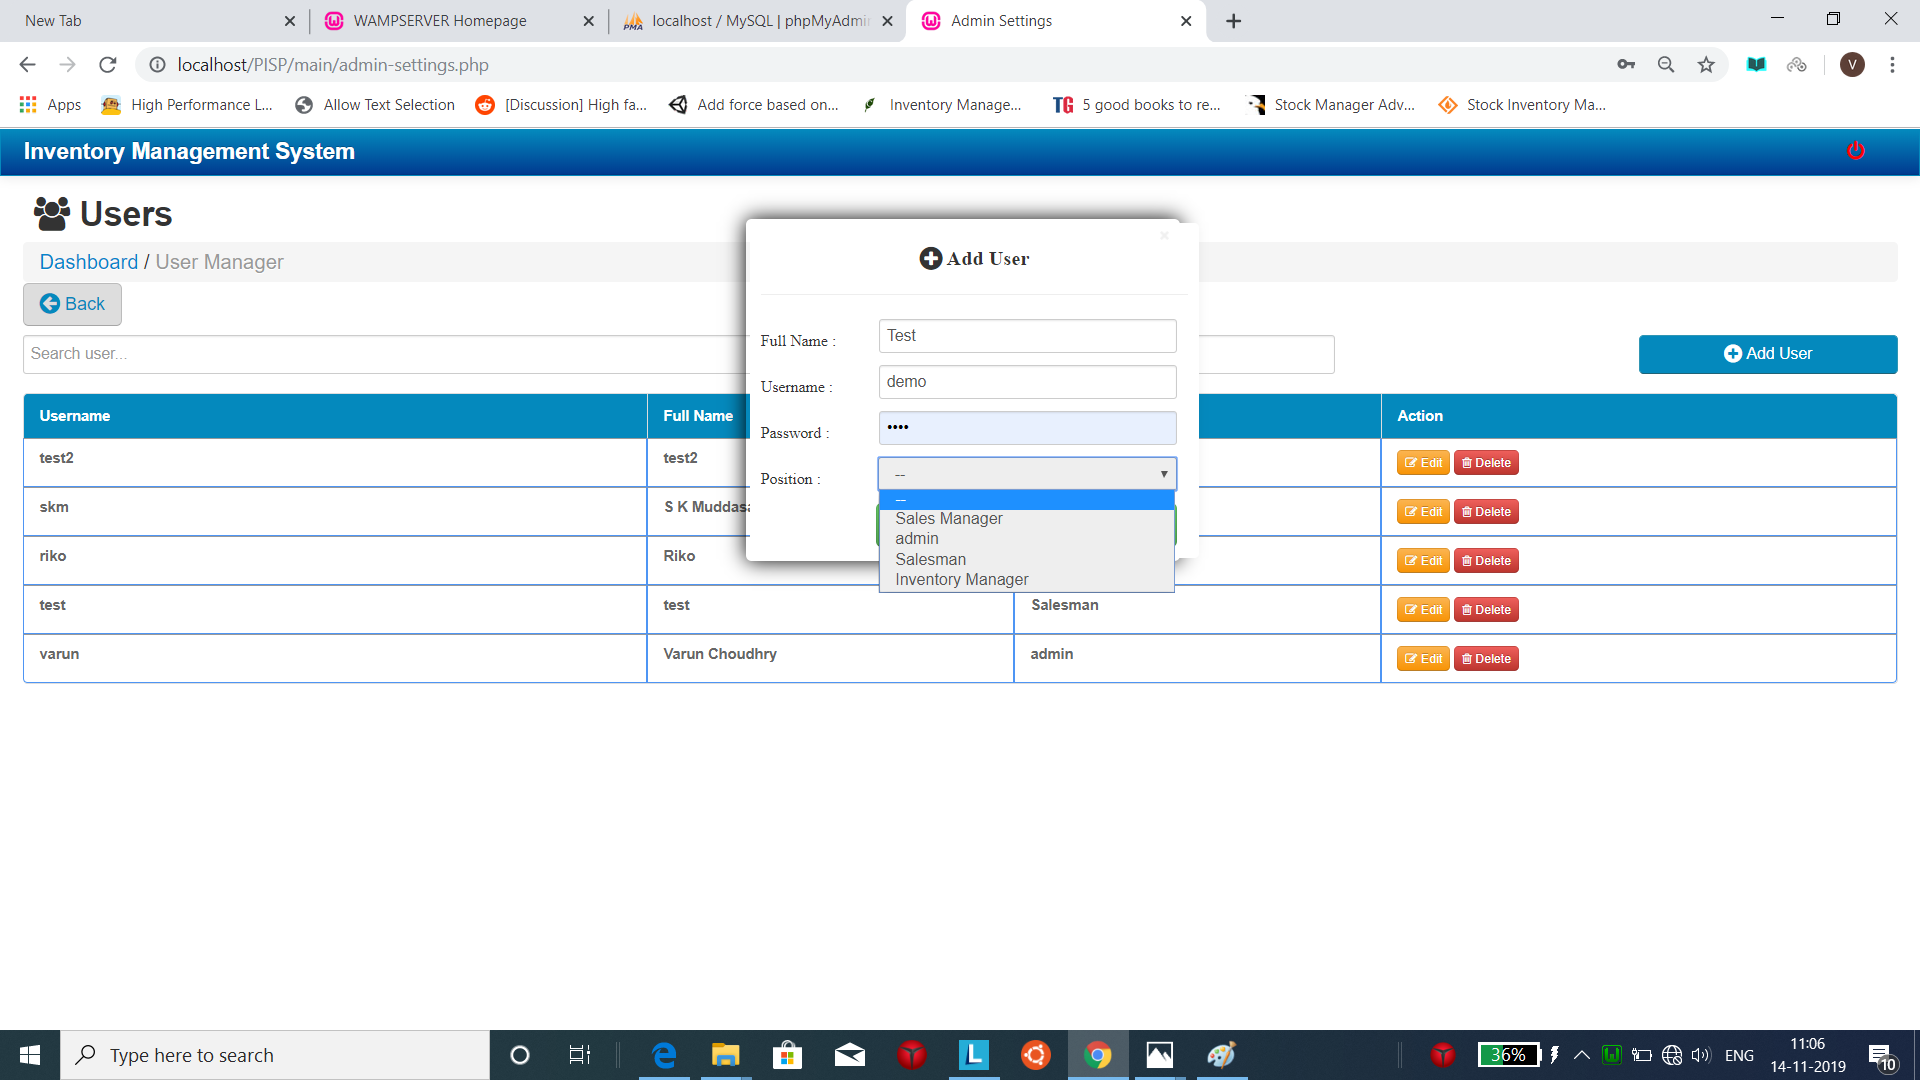 New Tab
WAMPSERVER Homepage
localhost / MySQL | phpMyAdmin
Admin Settings
localhost/PISP/main/admin-settings.php
V
Apps
High Performance L...
Allow Text Selection
[Discussion] High fa...
Add force based on...
Inventory Manage...
TG 5 good books to re...
Stock Manager Adv...
Stock Inventory Ma...
Inventory Management System
Users
Dashboard / User Manager
Back
Search user...
Add User
Username
Full Name
Action
test2
test2
Edit Delete
skm
S K Muddasa
Edit Delete
riko
Riko
Edit Delete
test
test
Salesman
Edit Delete
varun
Varun Choudhry
admin
Edit Delete
Add User
Full Name :
Test
Username :
demo
Password :
••••
Position :
--
--
Sales Manager
admin
Salesman
Inventory Manager
Type here to search
L
36%
ENG
11:06
14-11-2019
10